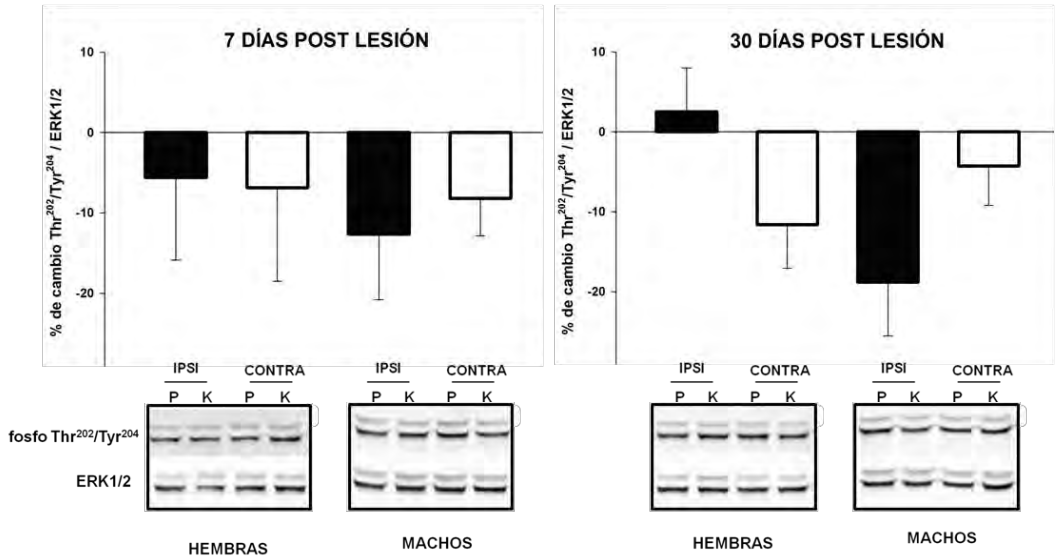 7 DÍAS POST LESIÓN
% de cambio Thr²⁰²/Tyr²⁰⁴ / ERK1/2
10
0
-10
-20
30 DÍAS POST LESIÓN
% de cambio Thr²⁰²/Tyr²⁰⁴ / ERK1/2
10
0
-10
-20
IPSI CONTRA IPSI CONTRA IPSI CONTRA IPSI CONTRA
P K P K P K P K P K P K P K P K
fosfo Thr²⁰²/Tyr²⁰⁴
ERK1/2
HEMBRAS MACHOS HEMBRAS MACHOS